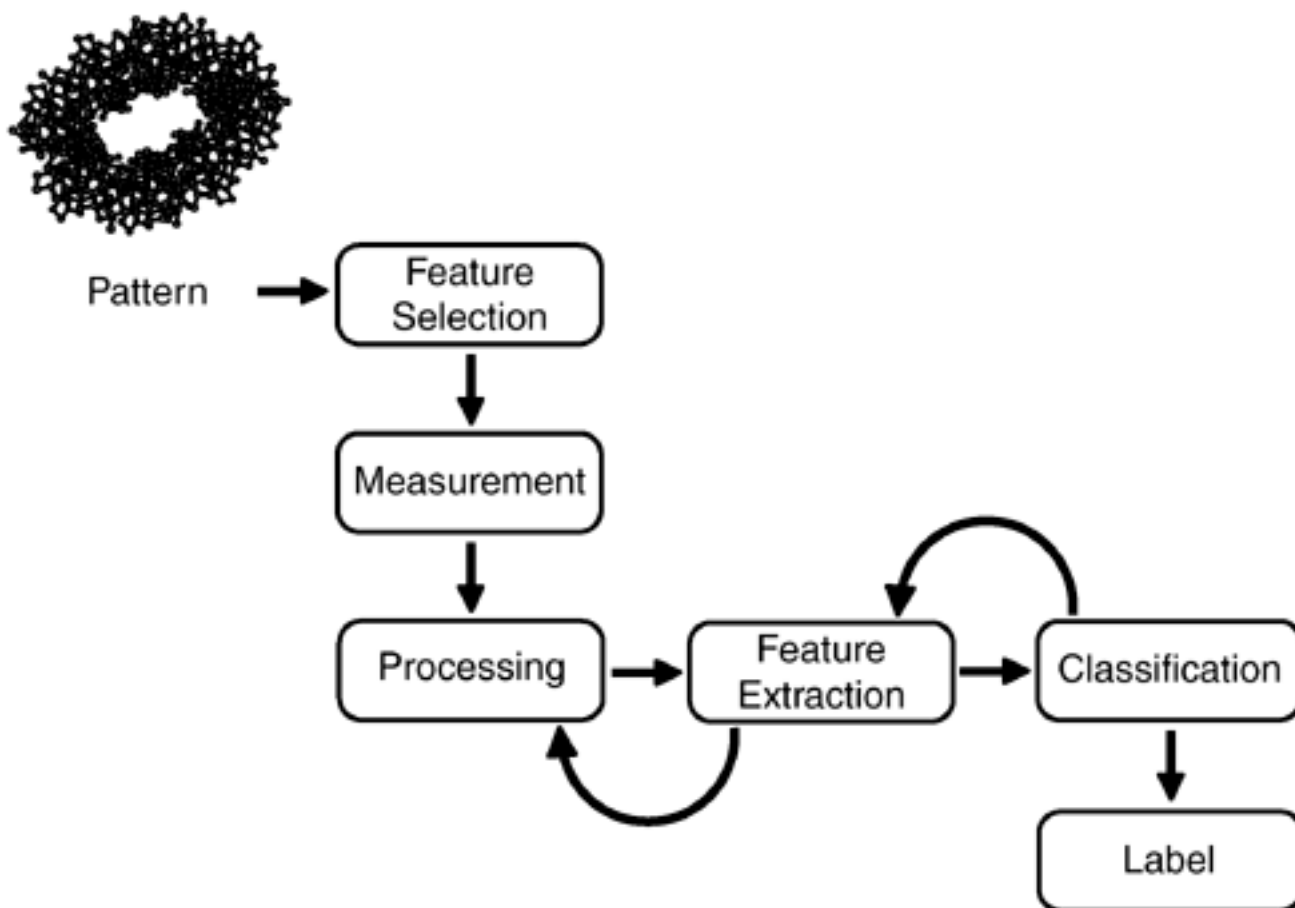 Pattern
Feature
Selection
Measurement
Processing
Feature
Extraction
Classification
Label